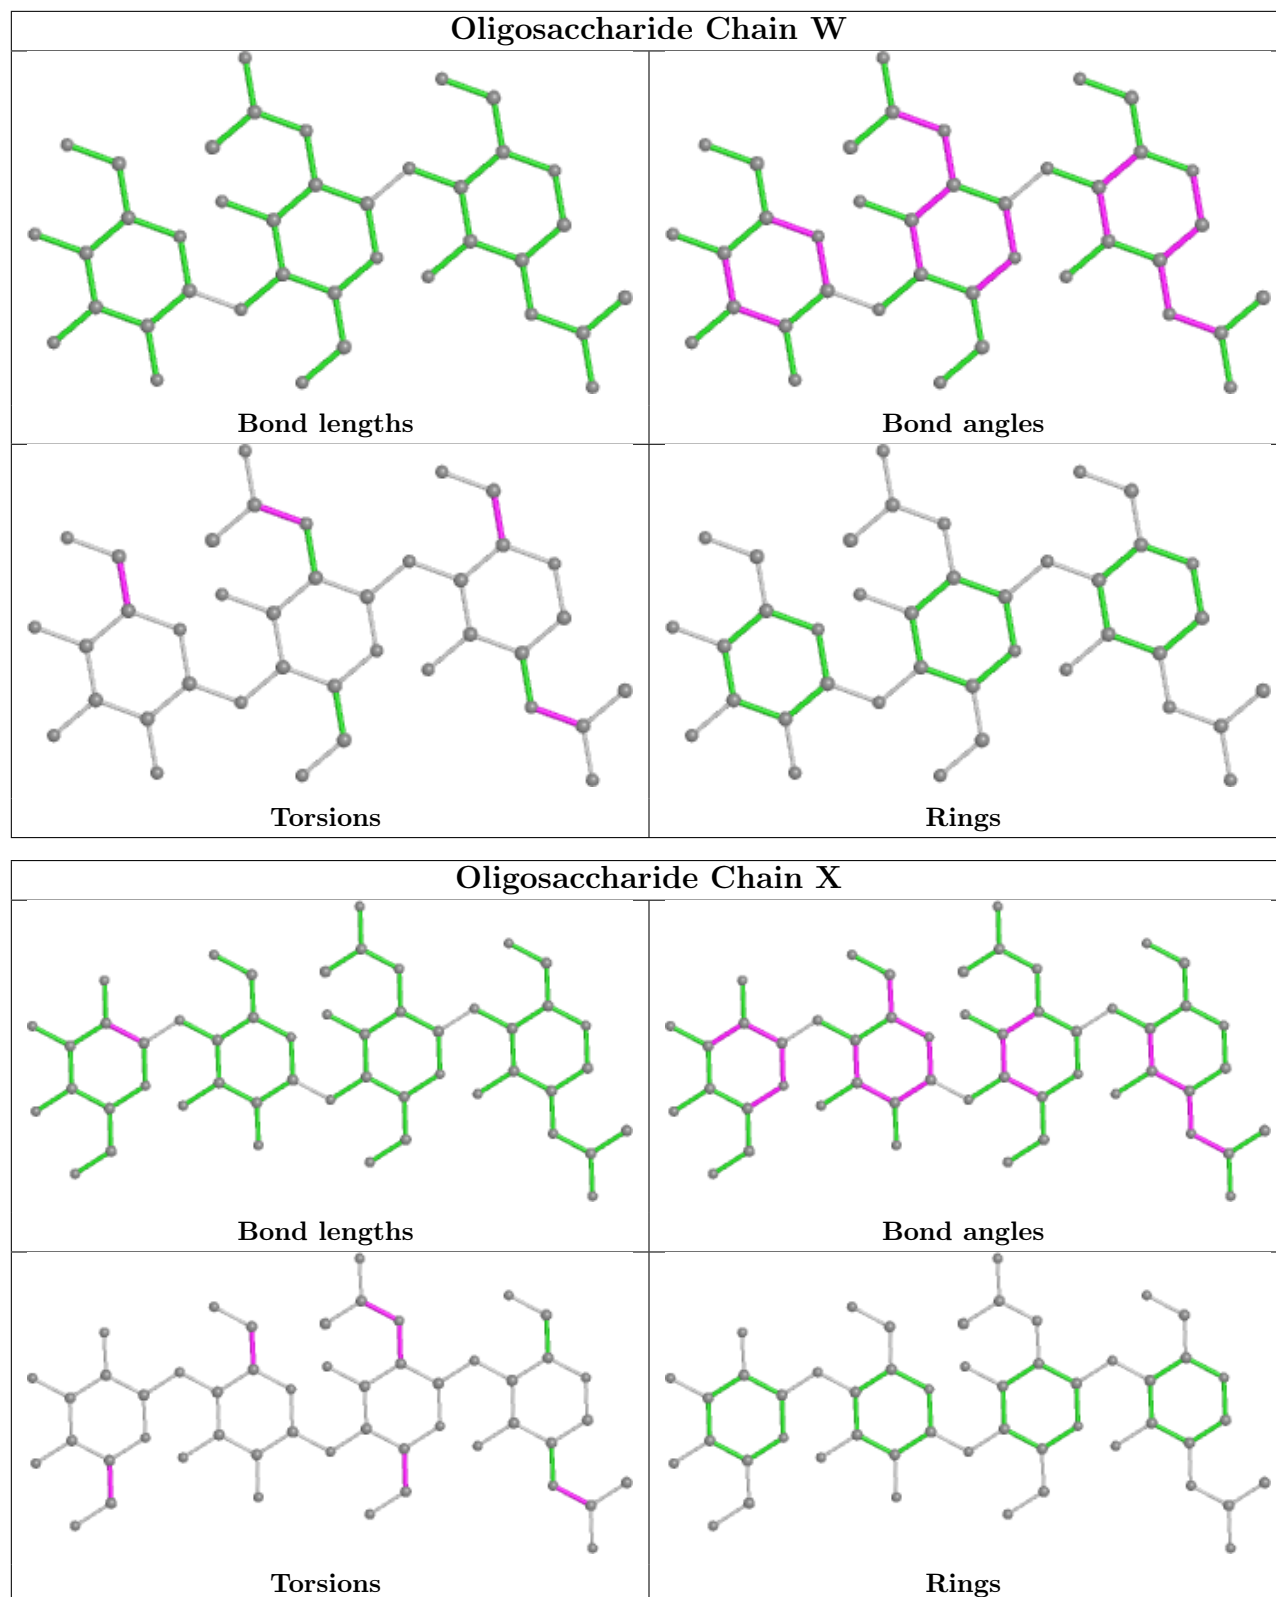 Oligosaccharide Chain W
Bond lengths
Bond angles
Torsions
Rings
Oligosaccharide Chain X
Bond lengths
Bond angles
Torsions
Rings